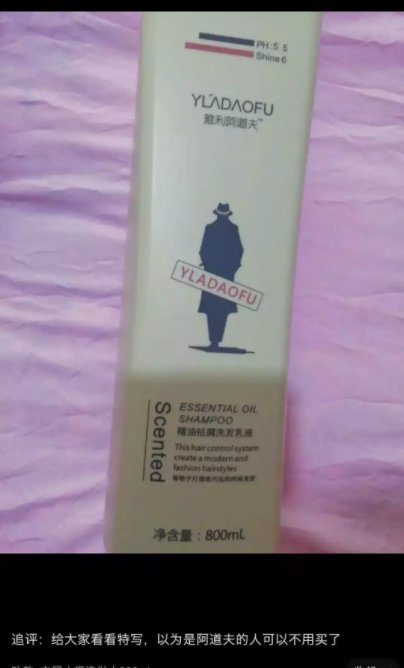 PH:5.5
Shine6
YLADAOFU
雅利阿道夫™
YLADAOFU
Scented
ESSENTIAL OIL
SHAMPOO
精油祛屑洗发乳液
This hair control system
create a modern and
fashion hairstyles
净含量：800mL
追评：给大家看看特写，以为是阿道夫的人可以不用买了